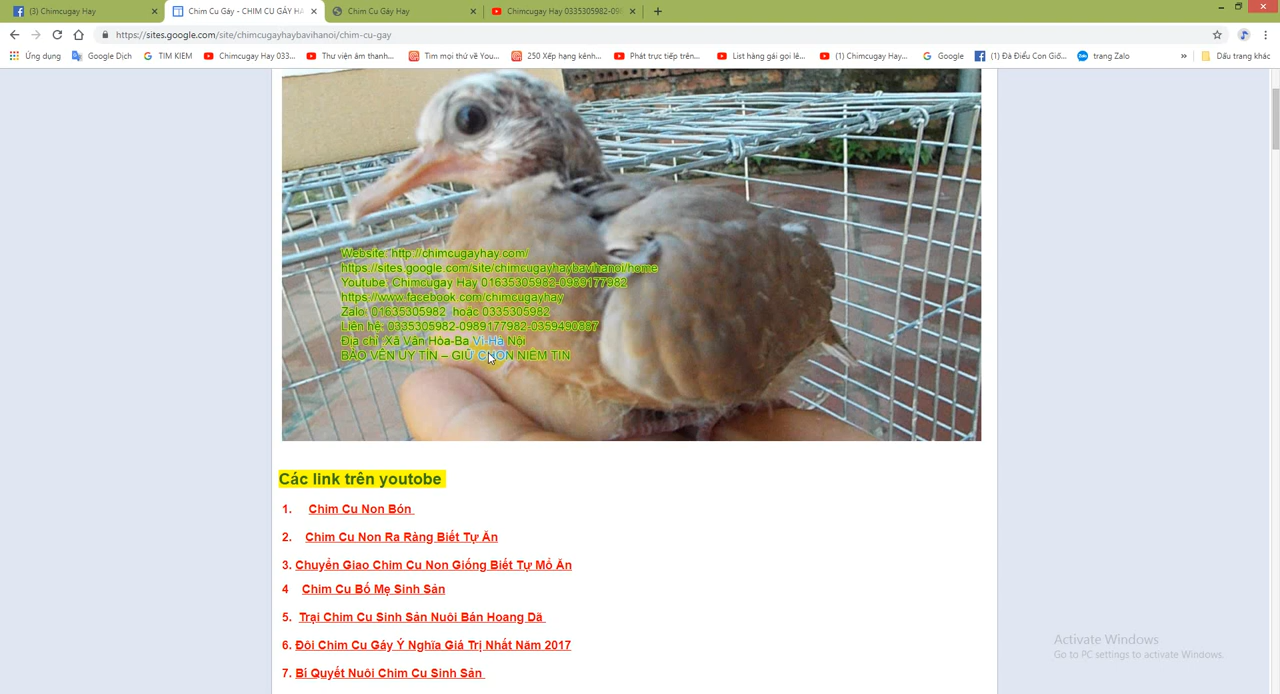 (3) Chimcugay Hay
Chim Cu Gáy - CHIM CU GÁY HA
Chim Cu Gáy Hay
Chimcugay Hay 0335305982-09
https://sites.google.com/site/chimcugayhaybavihanoi/chim-cu-gay
Ứng dụng Google Dịch TIM KIEM Chimcugay Hay 033... Thư viện âm thanh... Tìm mọi thứ về You... 250 Xếp hạng kênh... Phát trực tiếp trên... List hàng gái gọi lê... (1) Chimcugay Hay... Google (1) Đà Điểu Con Giố... trang Zalo » Dấu trang khác
Website: http://chimcugayhay.com/
https://sites.google.com/site/chimcugayhaybavihanoi/home
Youtube: Chimcugay Hay 01635305982-0989177982
https://www.facebook.com/chimcugayhay
Zalo: 01635305982 hoac 0335305982
Liên hệ: 0335305982-0989177982-0359490887
Địa chỉ: Xã Vân Hòa-Ba Vì-Hà Nội
BẢO VỆN UY TÍN – GIỮ CHỌN NIỀM TIN
Các link trên youtobe
1. Chim Cu Non Bón
2. Chim Cu Non Ra Ràng Biết Tự Ăn
3. Chuyển Giao Chim Cu Non Giống Biết Tự Mổ Ăn
4 Chim Cu Bố Mẹ Sinh Sản
5. Trại Chim Cu Sinh Sản Nuôi Bán Hoang Dã
6. Đôi Chim Cu Gáy Ý Nghĩa Giá Trị Nhất Năm 2017
7. Bí Quyết Nuôi Chim Cu Sinh Sản
Activate Windows
Go to PC settings to activate Windows.